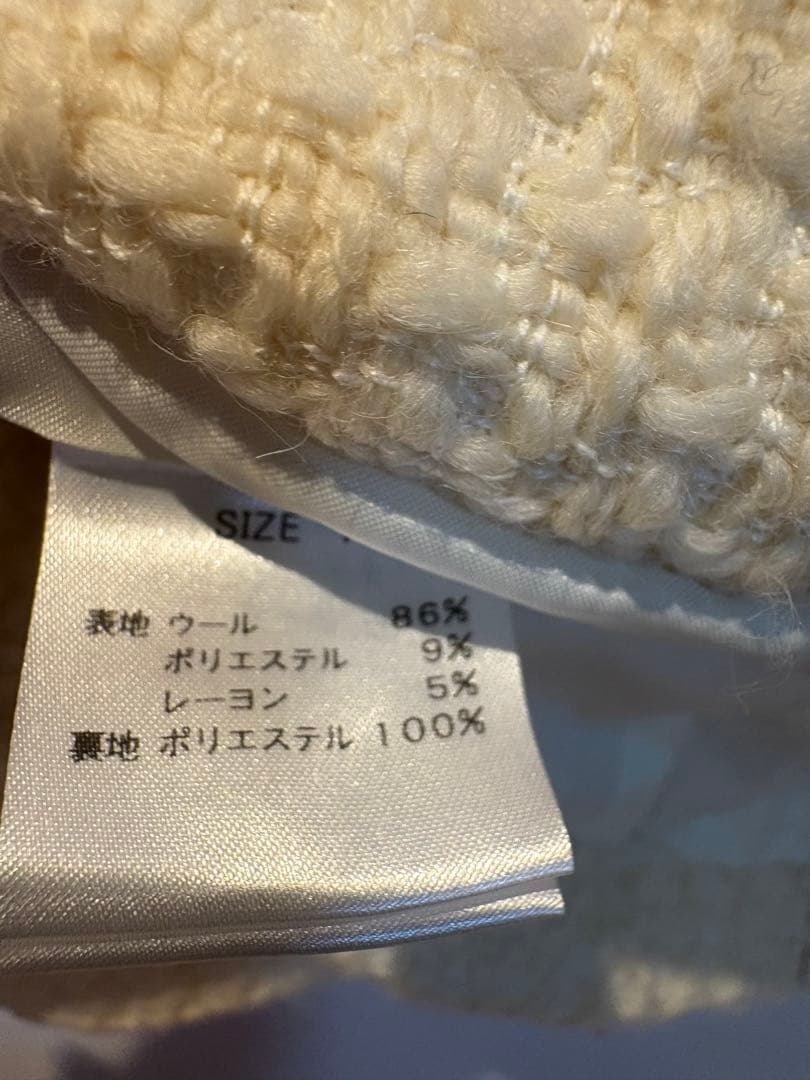 SIZE
表地 ウール 86%
ポリエステル 9%
レーヨン 5%
裏地 ポリエステル 100%